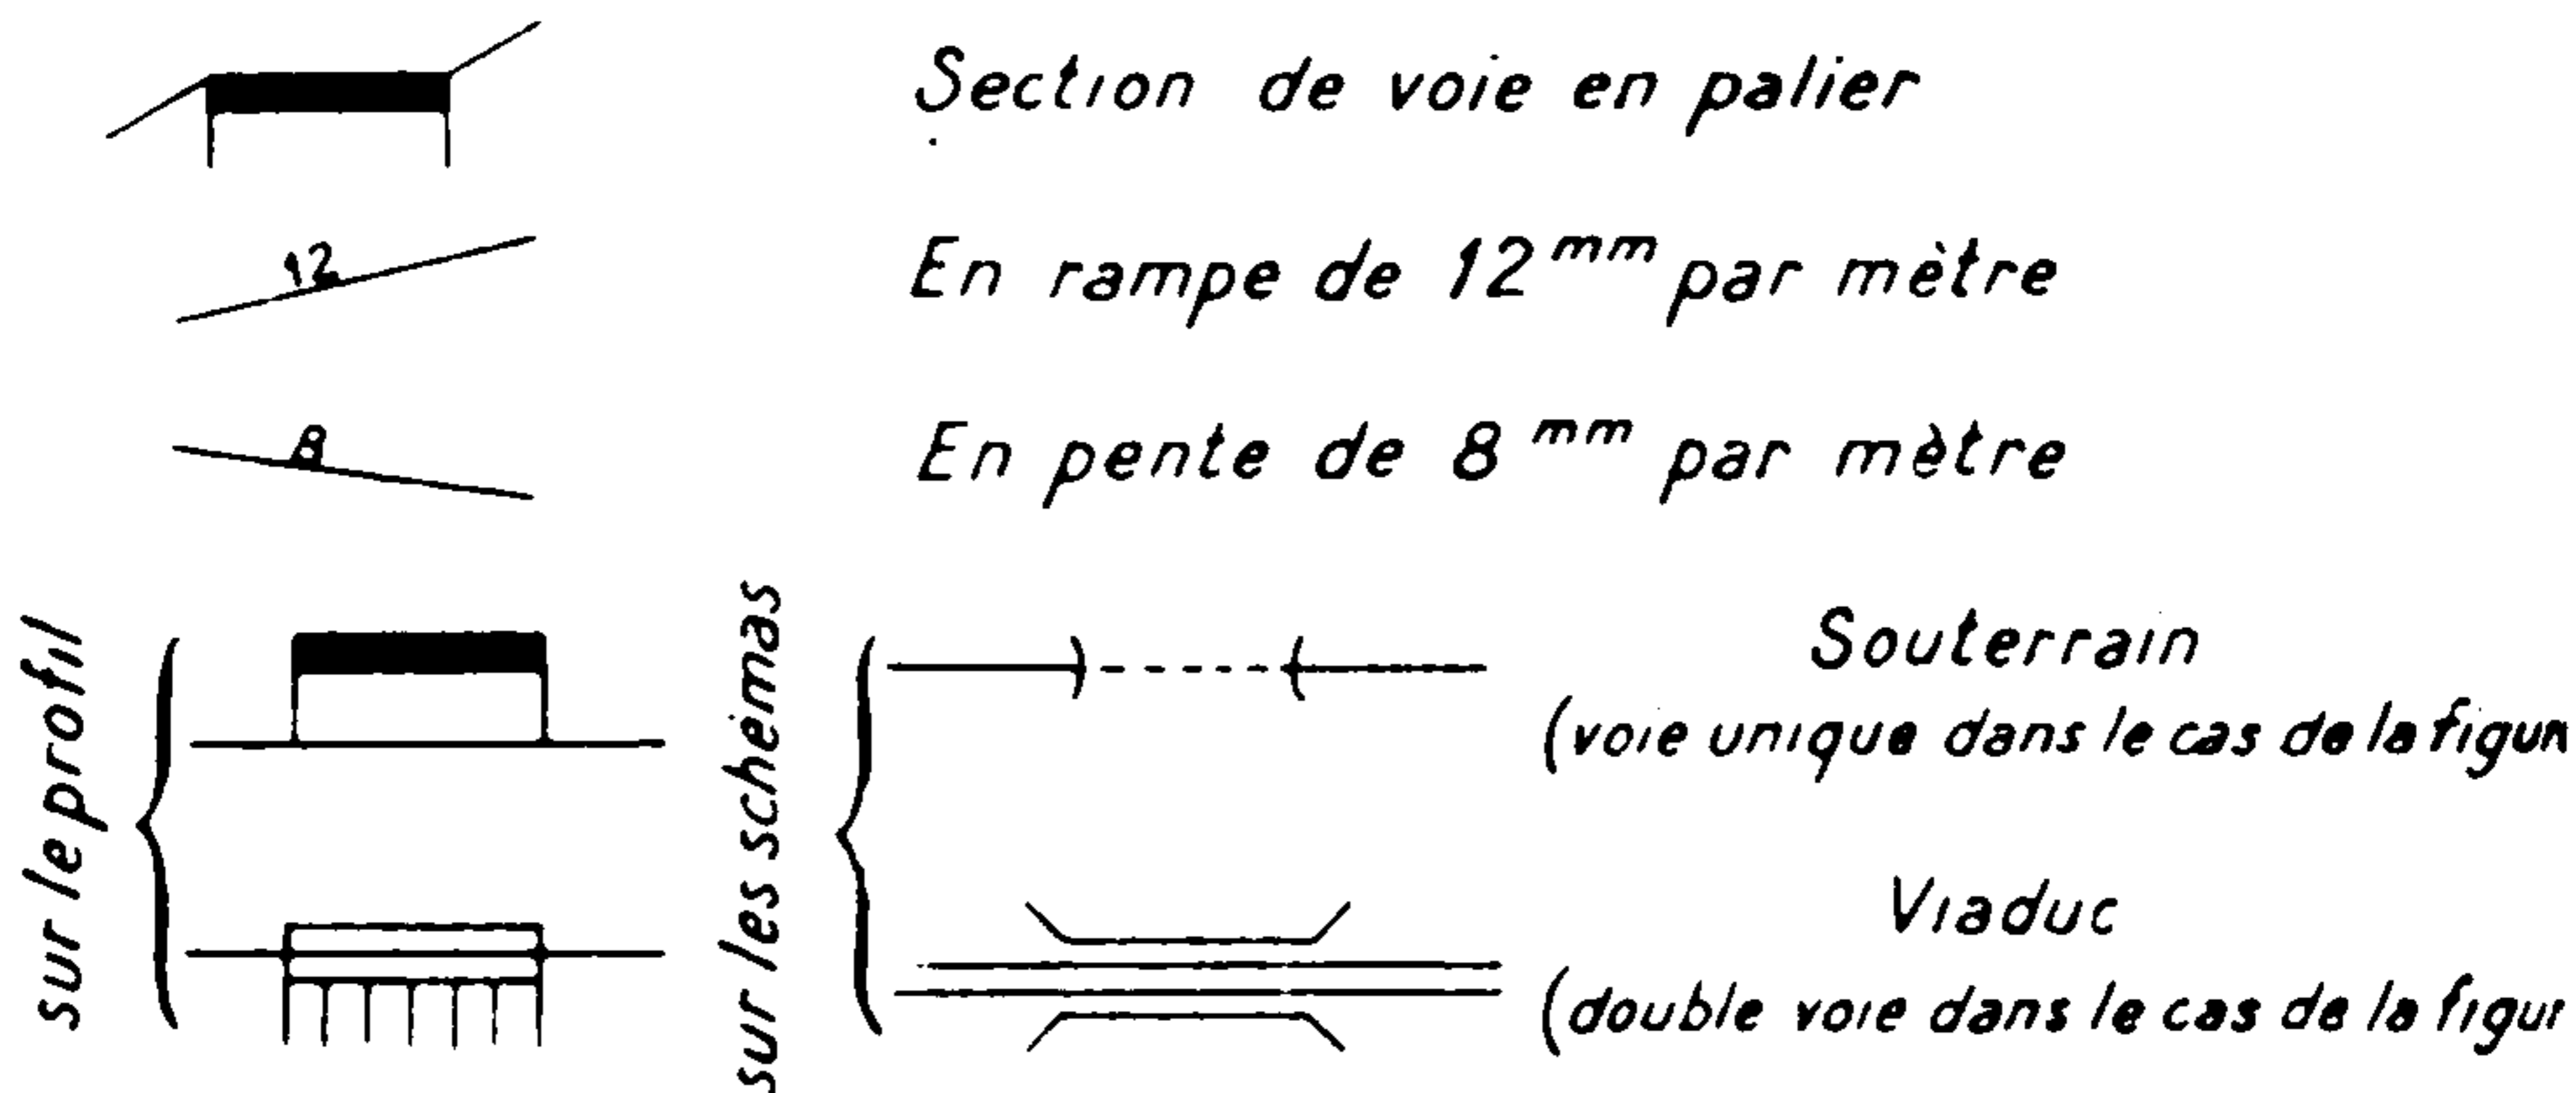 Section de voie en palier
12
En rampe de 12 mm par mètre
8
En pente de 8 mm par mètre
sur le profil
sur les schémas
Souterrain
(voie unique dans le cas de la figur
Viaduc
(double voie dans le cas de la figur